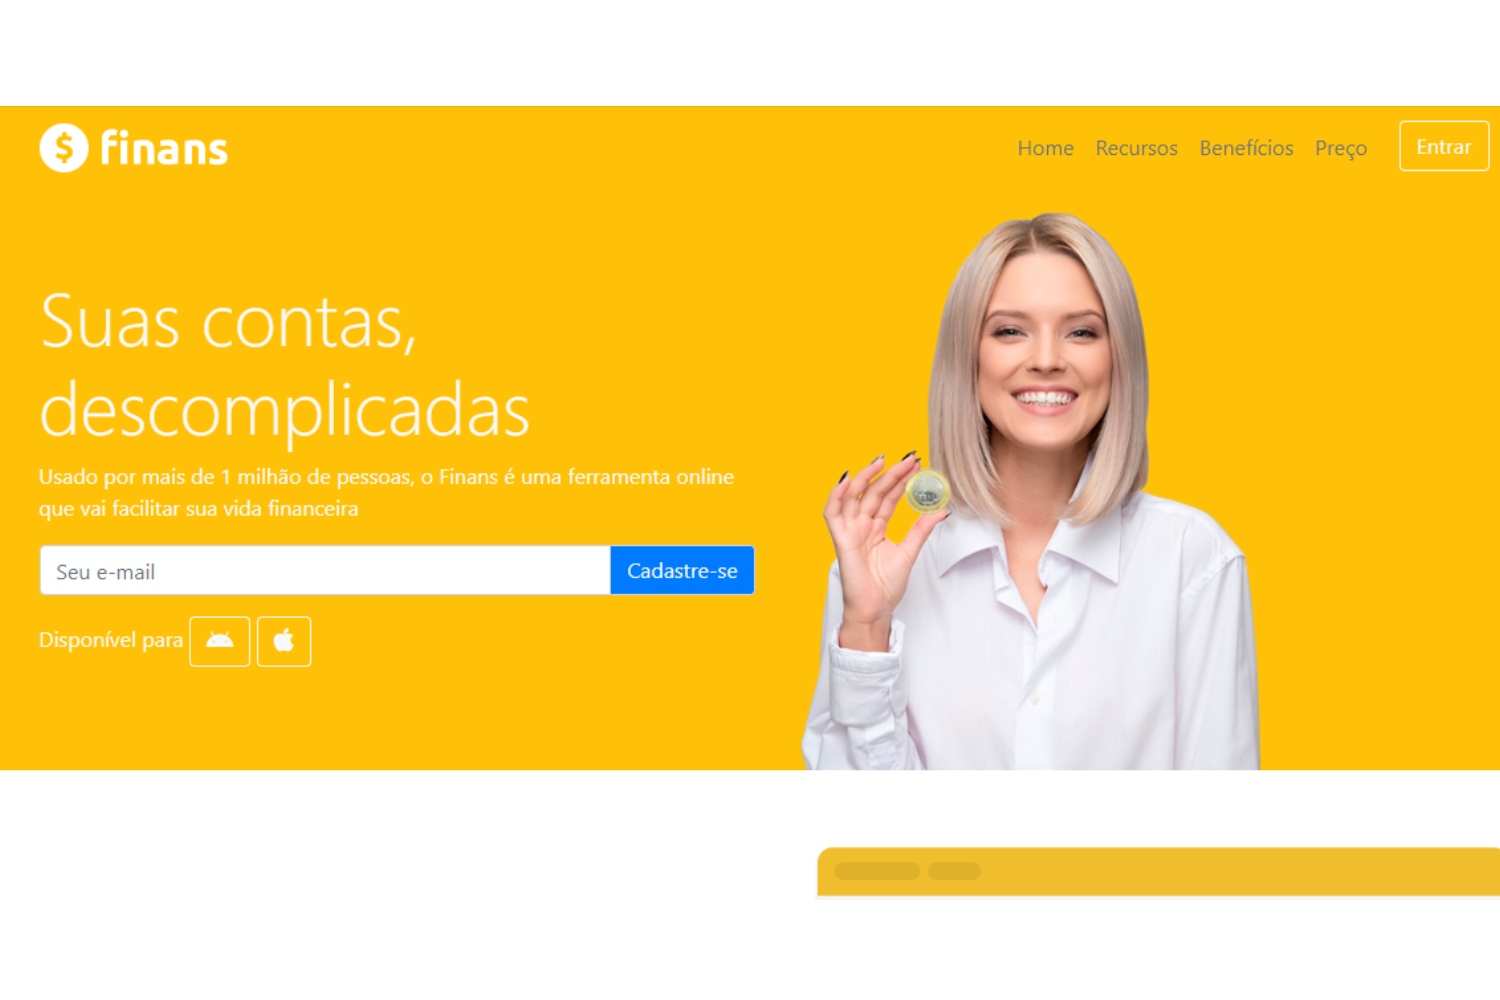 finans
Home Recursos Benefícios Preço Entrar
Suas contas,
descomplicadas
Usado por mais de 1 milhão de pessoas, o Finans é uma ferramenta online
que vai facilitar sua vida financeira
Seu e-mail Cadastre-se
Disponível para